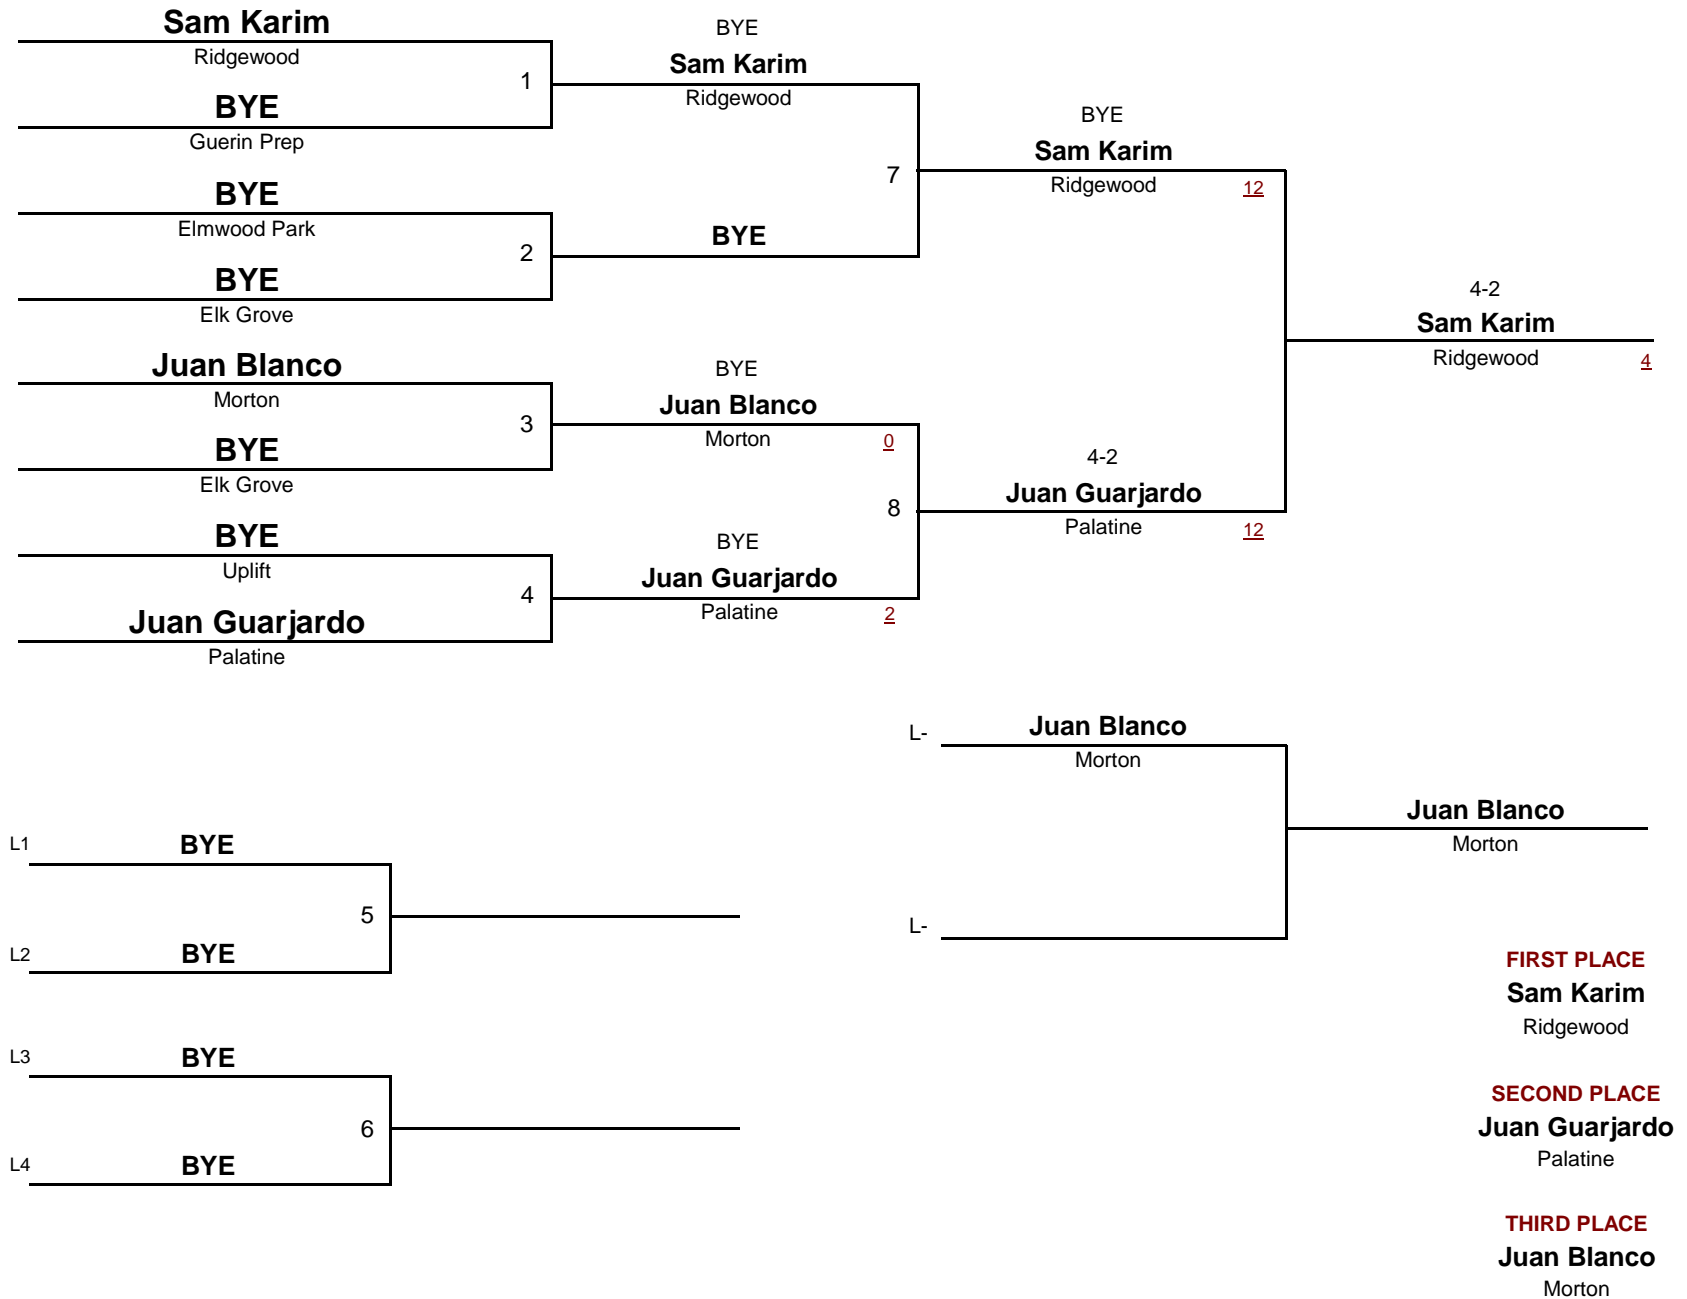 Sam Karim
Ridgewood
1
BYE
Guerin Prep
BYE
Elmwood Park
2
BYE
Elk Grove
Juan Blanco
Morton
3
BYE
Elk Grove
BYE
Uplift
4
Juan Guarjardo
Palatine
BYE
Sam Karim
Ridgewood
7
BYE
BYE
Juan Blanco
Morton
0
8
BYE
Juan Guarjardo
Palatine
2
BYE
Sam Karim
Ridgewood
12
4-2
Juan Guarjardo
Palatine
12
4-2
Sam Karim
Ridgewood
4
L-
Juan Blanco
Morton
L-
Juan Blanco
Morton
L1
BYE
5
L2
BYE
L3
BYE
6
L4
BYE
FIRST PLACE
Sam Karim
Ridgewood
SECOND PLACE
Juan Guarjardo
Palatine
THIRD PLACE
Juan Blanco
Morton